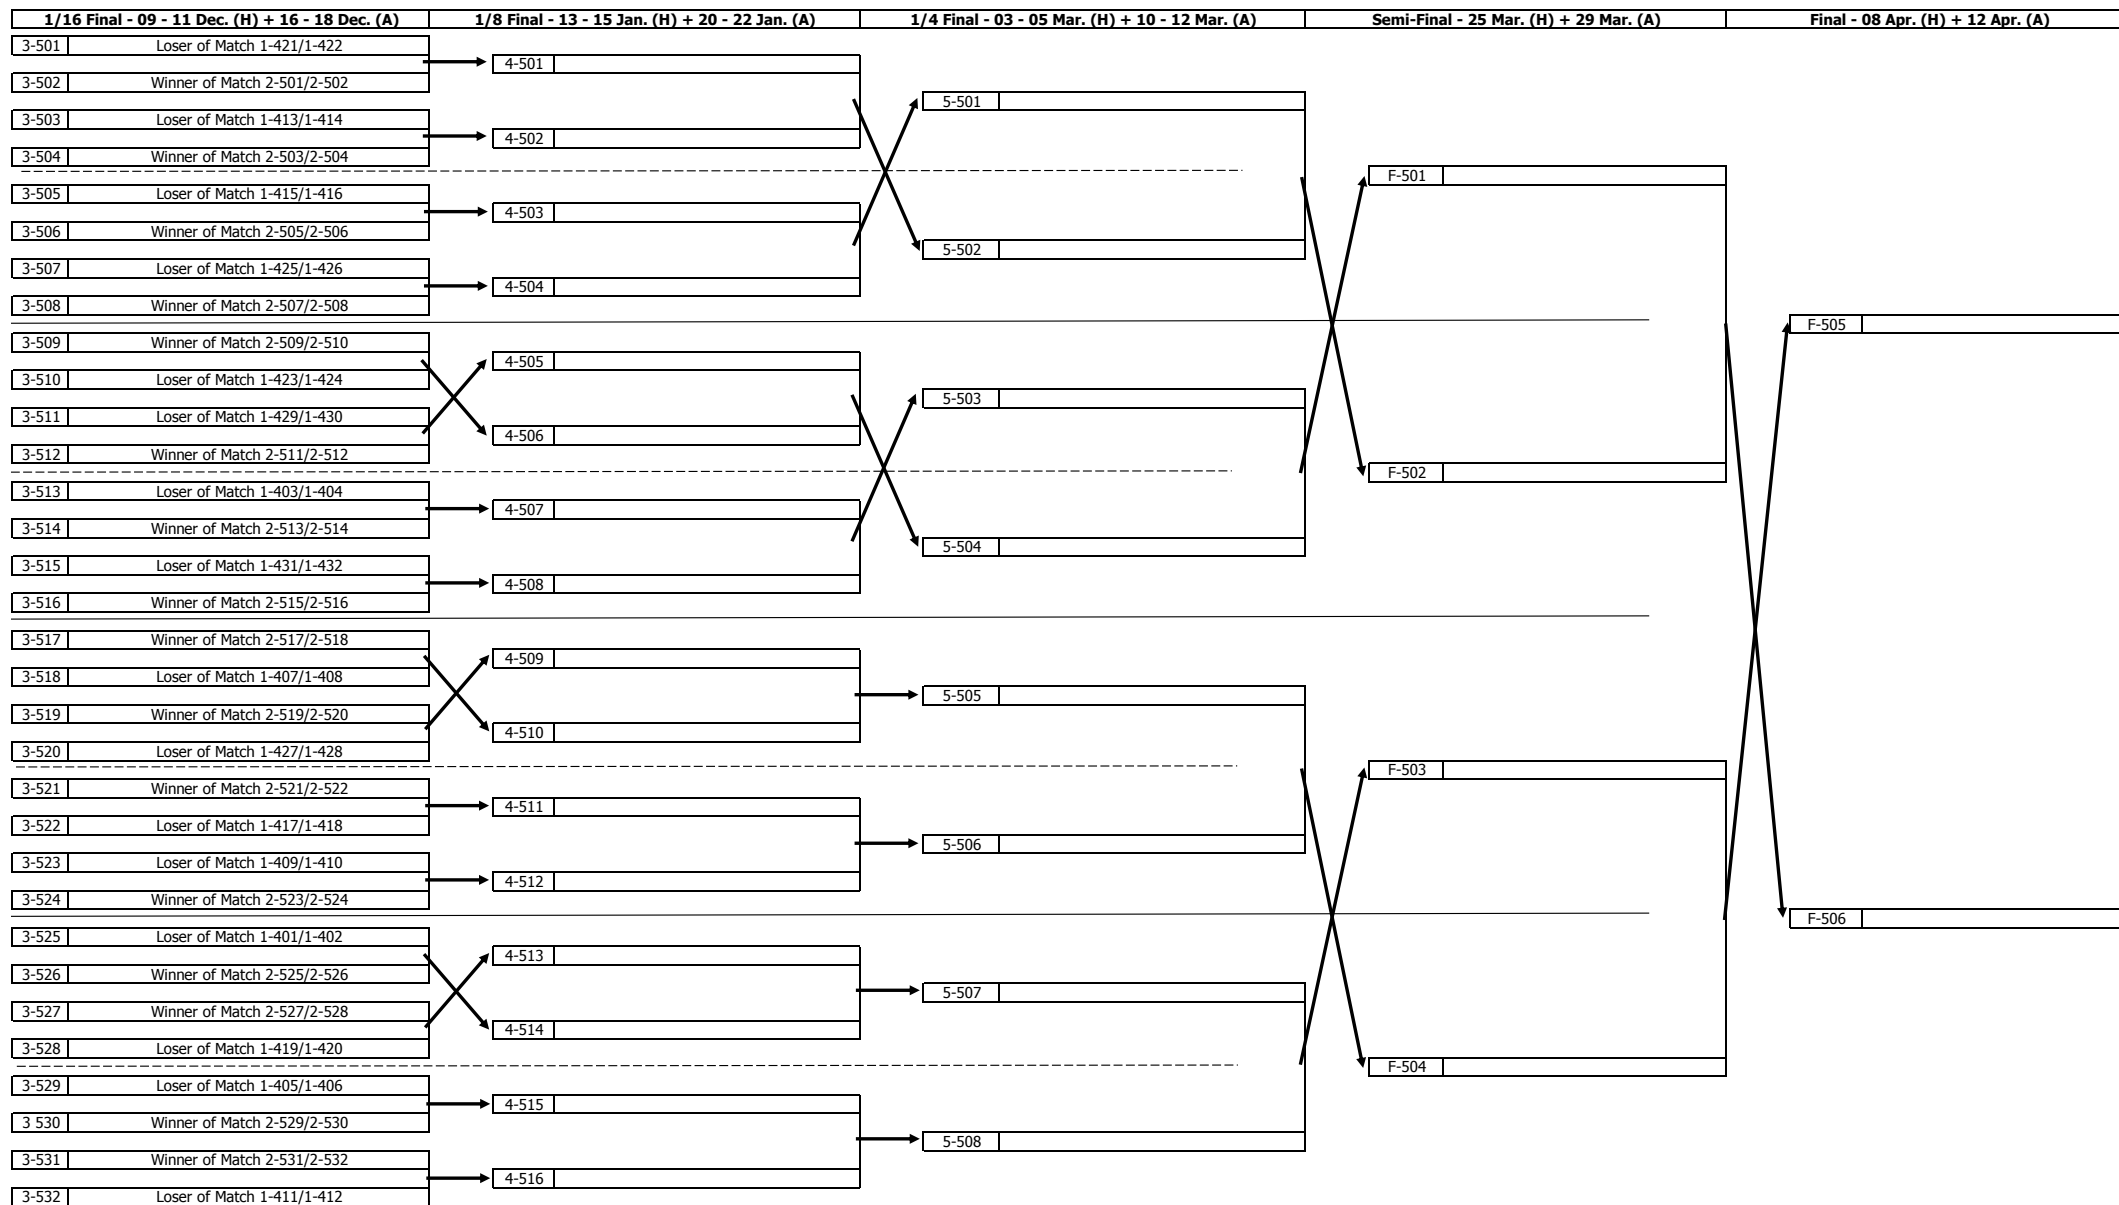 1/16 Final - 09 - 11 Dec. (H) + 16 - 18 Dec. (A) 1/8 Final - 13 - 15 Jan. (H) + 20 - 22 Jan. (A) 1/4 Final - 03 - 05 Mar. (H) + 10 - 12 Mar. (A) Semi-Final - 25 Mar. (H) + 29 Mar. (A) Final - 08 Apr. (H) + 12 Apr. (A)
3-501 Loser of Match 1-421/1-422
4-501
3-502 Winner of Match 2-501/2-502
5-501
3-503 Loser of Match 1-413/1-414
4-502
3-504 Winner of Match 2-503/2-504
F-501
3-505 Loser of Match 1-415/1-416
4-503
3-506 Winner of Match 2-505/2-506
5-502
3-507 Loser of Match 1-425/1-426
4-504
3-508 Winner of Match 2-507/2-508
F-505
3-509 Winner of Match 2-509/2-510
4-505
3-510 Loser of Match 1-423/1-424
5-503
3-511 Loser of Match 1-429/1-430
4-506
3-512 Winner of Match 2-511/2-512
F-502
3-513 Loser of Match 1-403/1-404
4-507
3-514 Winner of Match 2-513/2-514
5-504
3-515 Loser of Match 1-431/1-432
4-508
3-516 Winner of Match 2-515/2-516
3-517 Winner of Match 2-517/2-518
4-509
3-518 Loser of Match 1-407/1-408
5-505
3-519 Winner of Match 2-519/2-520
4-510
3-520 Loser of Match 1-427/1-428
F-503
3-521 Winner of Match 2-521/2-522
4-511
3-522 Loser of Match 1-417/1-418
5-506
3-523 Loser of Match 1-409/1-410
4-512
3-524 Winner of Match 2-523/2-524
F-506
3-525 Loser of Match 1-401/1-402
4-513
3-526 Winner of Match 2-525/2-526
5-507
3-527 Winner of Match 2-527/2-528
4-514
3-528 Loser of Match 1-419/1-420
F-504
3-529 Loser of Match 1-405/1-406
4-515
3 530 Winner of Match 2-529/2-530
5-508
3-531 Winner of Match 2-531/2-532
4-516
3-532 Loser of Match 1-411/1-412